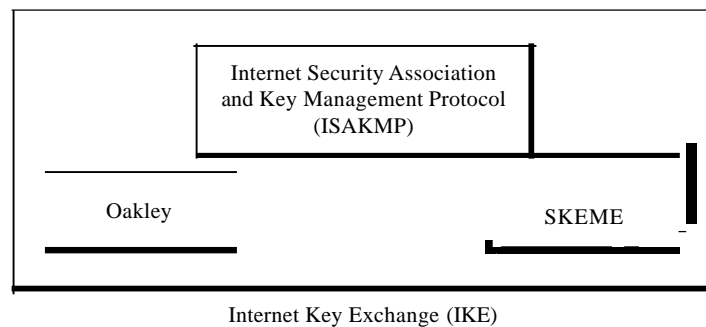 Internet Security Association
and Key Management Protocol
(ISAKMP)
Oakley
SKEME
Internet Key Exchange (IKE)